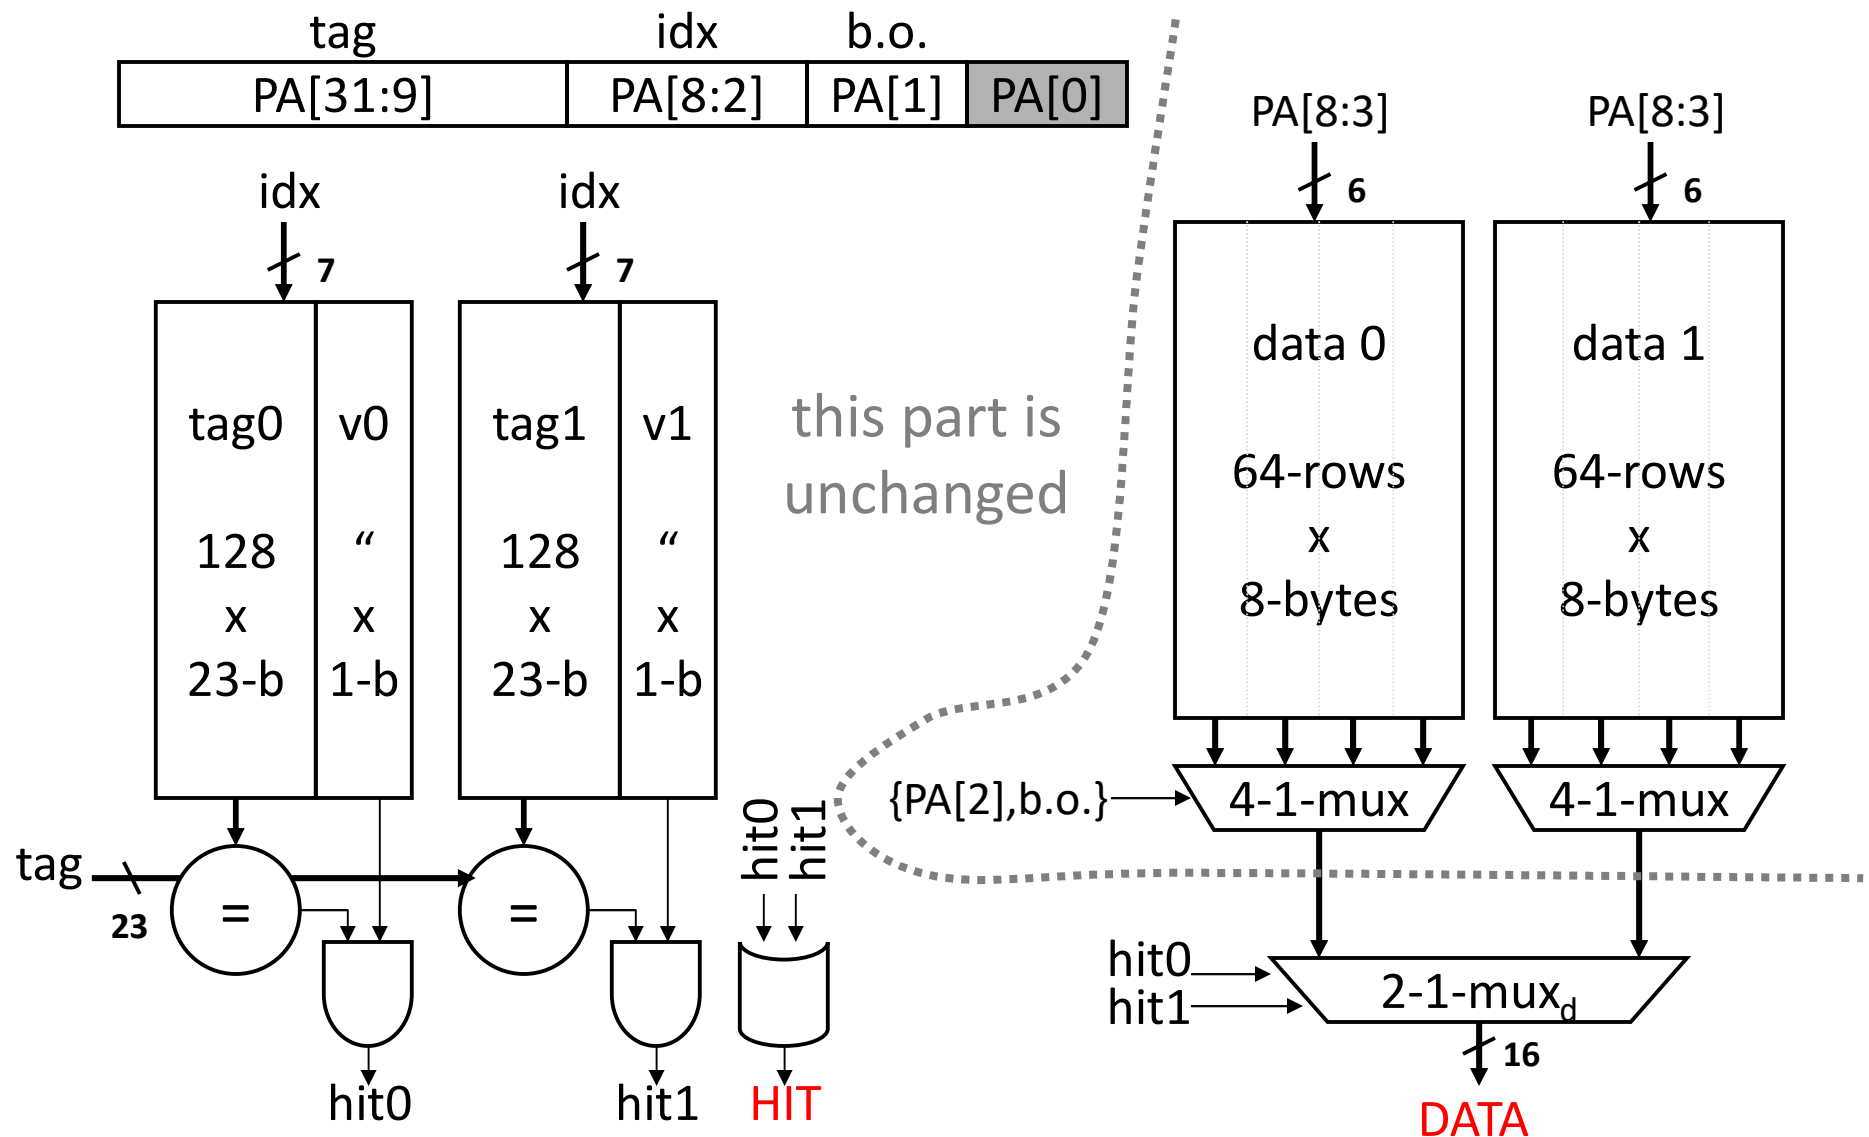 tag idx b.o.
PA[31:9] PA[8:2] PA[1] PA[0]
idx idx
7 7
tag0 v0 tag1 v1
128 “ 128 “
x x x x
23-b 1-b 23-b 1-b
tag
23
= =
hit0 hit1
hit0 hit1 HIT
this part is
unchanged
PA[8:3] PA[8:3]
6 6
data 0 data 1
64-rows 64-rows
x x
8-bytes 8-bytes
{PA[2],b.o.} 4-1-mux 4-1-mux
hit0
hit1
2-1-muxd
16
DATA